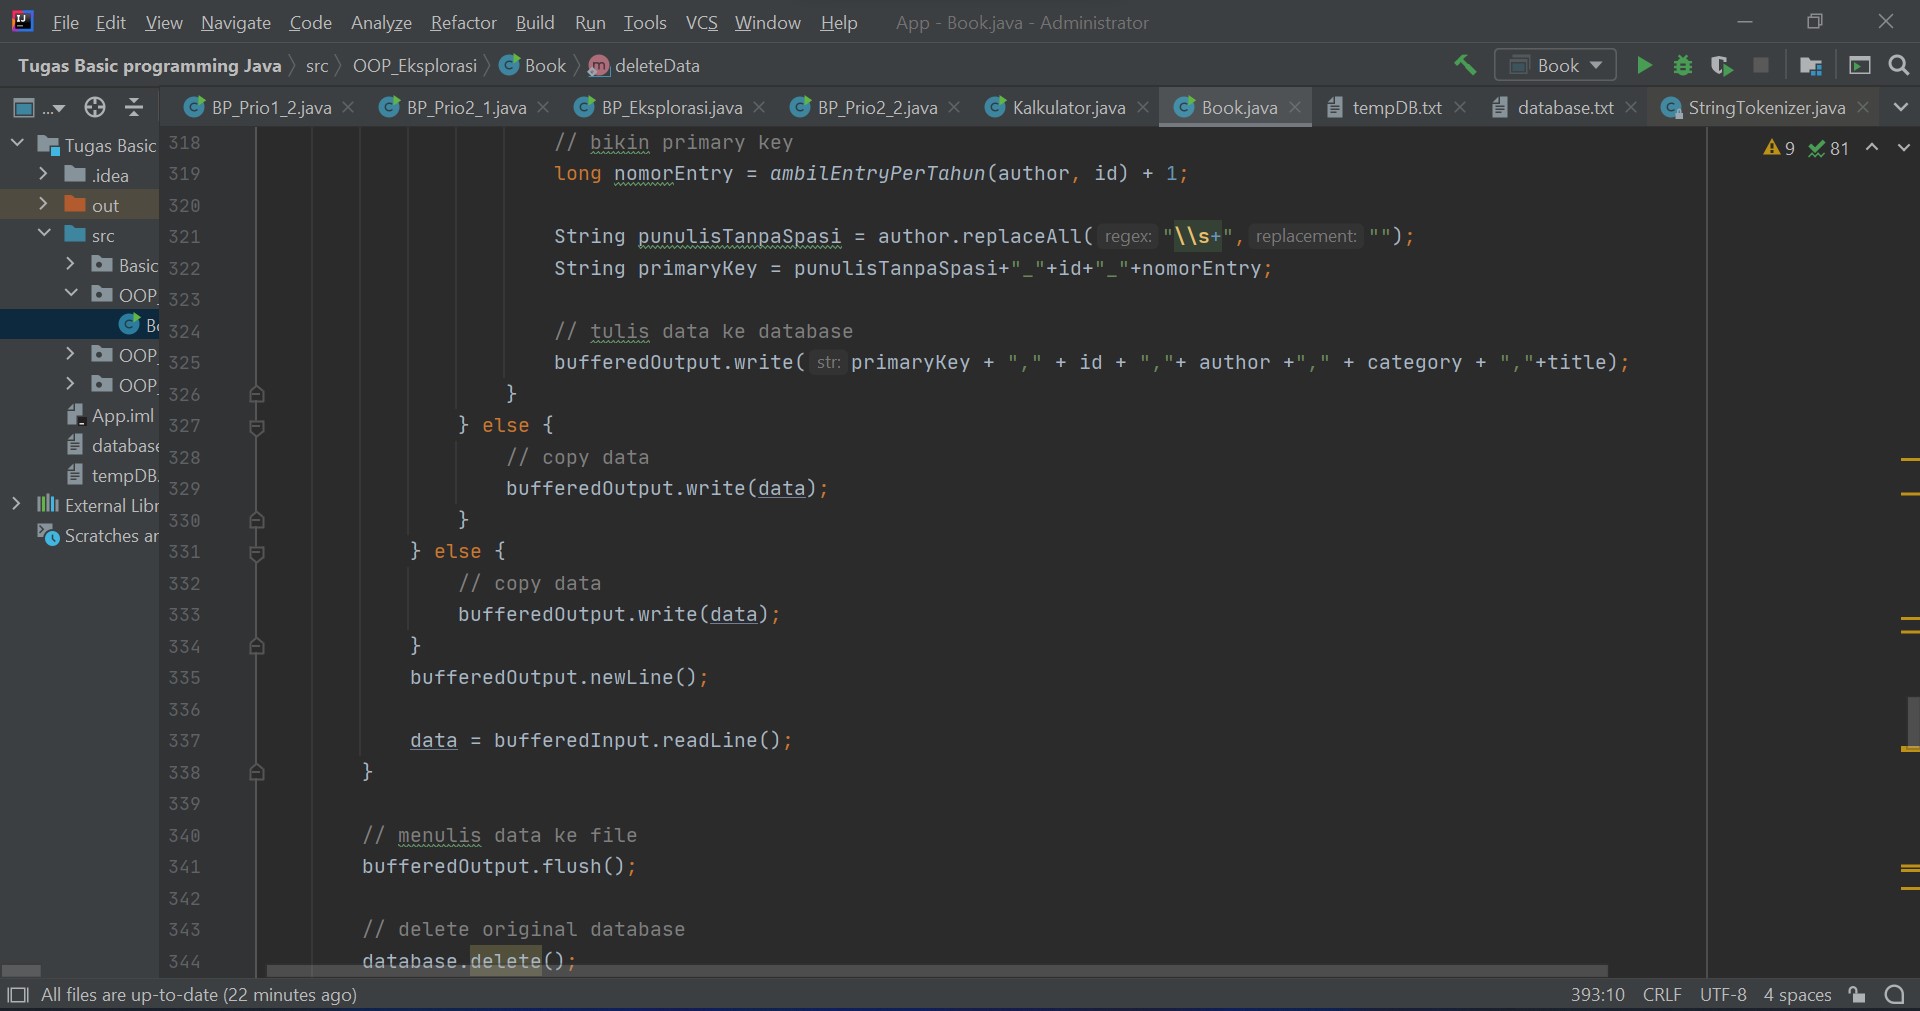 File Edit View Navigate Code Analyze Refactor Build Run Tools VCS Window Help App - Book.java - Administrator
Tugas Basic programming Java src OOP_Eksplorasi Book deleteData Book
... BP_Prio1_2.java BP_Prio2_1.java BP_Eksplorasi.java BP_Prio2_2.java Kalkulator.java Book.java tempDB.txt database.txt StringTokenizer.java
Tugas Basic
.idea
out
src
Basic
OOP_
Bo
OOP_
OOP_
App.iml
database
tempDB.
External Libr
Scratches ar
9 81
318 // bikin primary key
319 long nomorEntry = ambilEntryPerTahun(author, id) + 1;
320
321 String punulisTanpaSpasi = author.replaceAll( regex: "\\s+", replacement: "");
322 String primaryKey = punulisTanpaSpasi+"_"+id+"_"+nomorEntry;
323
324 // tulis data ke database
325 bufferedOutput.write( str: primaryKey + "," + id + ","+ author +"," + category + ","+title);
326 }
327 } else {
328 // copy data
329 bufferedOutput.write(data);
330 }
331 } else {
332 // copy data
333 bufferedOutput.write(data);
334 }
335 bufferedOutput.newLine();
336
337 data = bufferedInput.readLine();
338 }
339
340 // menulis data ke file
341 bufferedOutput.flush();
342
343 // delete original database
344 database.delete();
All files are up-to-date (22 minutes ago) 393:10 CRLF UTF-8 4 spaces